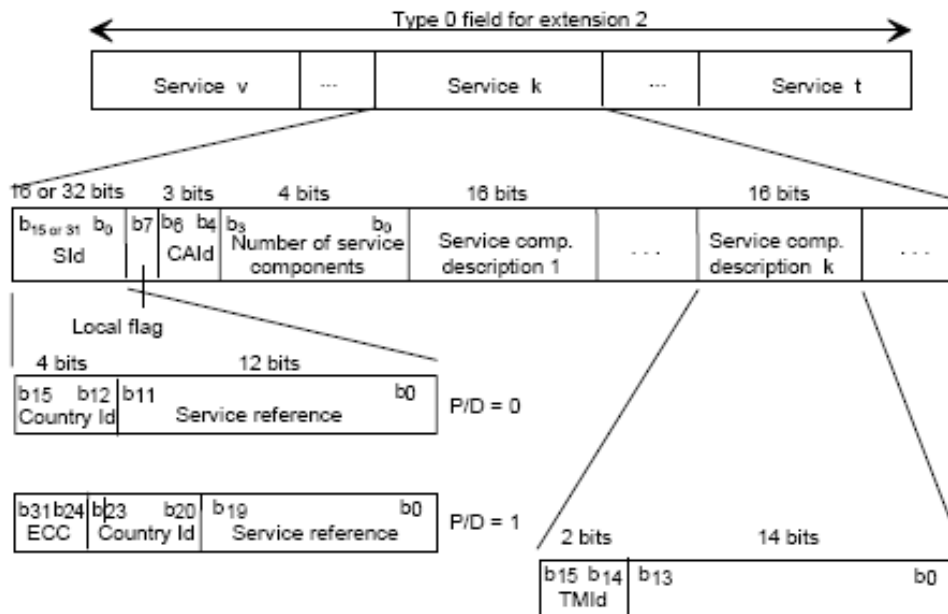 Type 0 field for extension 2
Service v ... Service k ... Service t
16 or 32 bits 3 bits 4 bits 16 bits 16 bits
b15 or 31 b0 b7 b6 b4 b3 b0
SId CAId Number of service components Service comp. description 1 . . . Service comp. description k . . .
Local flag
4 bits 12 bits
b15 b12 b11 b0
Country Id Service reference P/D = 0
b31 b24 b23 b20 b19 b0
ECC Country Id Service reference P/D = 1
2 bits 14 bits
b15 b14 b13 b0
TMId